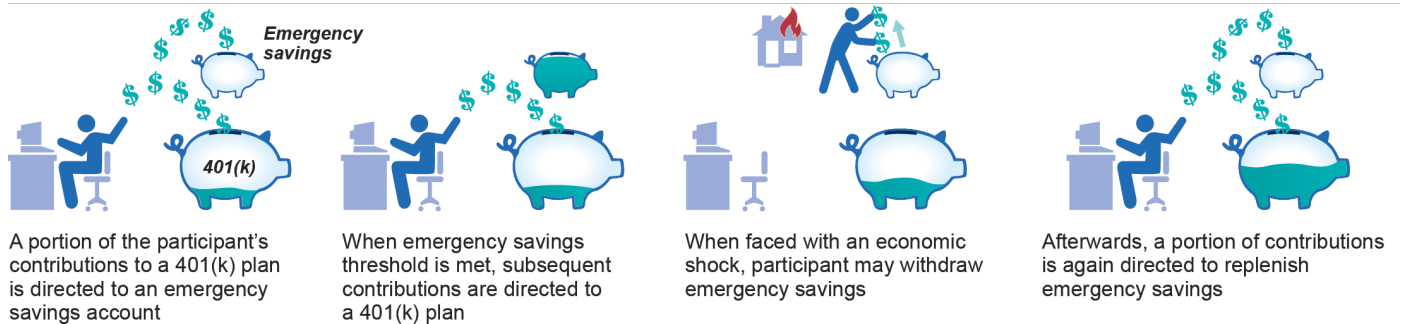 Emergency
savings
401(k)
A portion of the participant's
contributions to a 401(k) plan
is directed to an emergency
savings account
When emergency savings
threshold is met, subsequent
contributions are directed to
a 401(k) plan
When faced with an economic
shock, participant may withdraw
emergency savings
Afterwards, a portion of contributions
is again directed to replenish
emergency savings